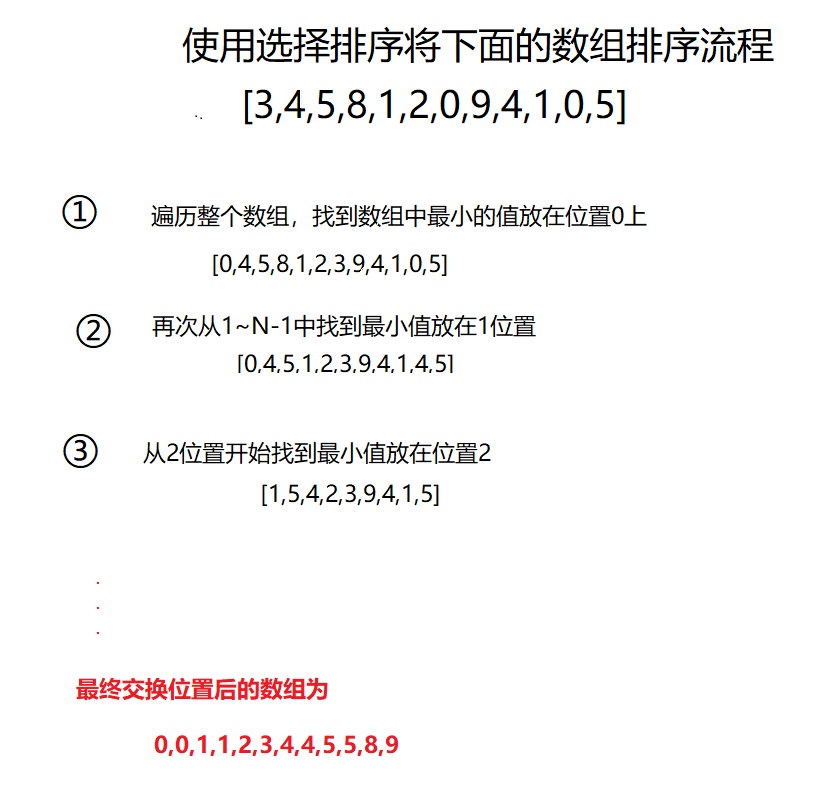 使用选择排序将下面的数组排序流程
[3,4,5,8,1,2,0,9,4,1,0,5]
①
遍历整个数组，找到数组中最小的值放在位置0上
[0,4,5,8,1,2,3,9,4,1,0,5]
②
再次从1~N-1中找到最小值放在1位置
[0,4,5,1,2,3,9,4,1,4,5]
③
从2位置开始找到最小值放在位置2
[1,5,4,2,3,9,4,1,5]
.
.
.
最终交换位置后的数组为
0,0,1,1,2,3,4,4,5,5,8,9